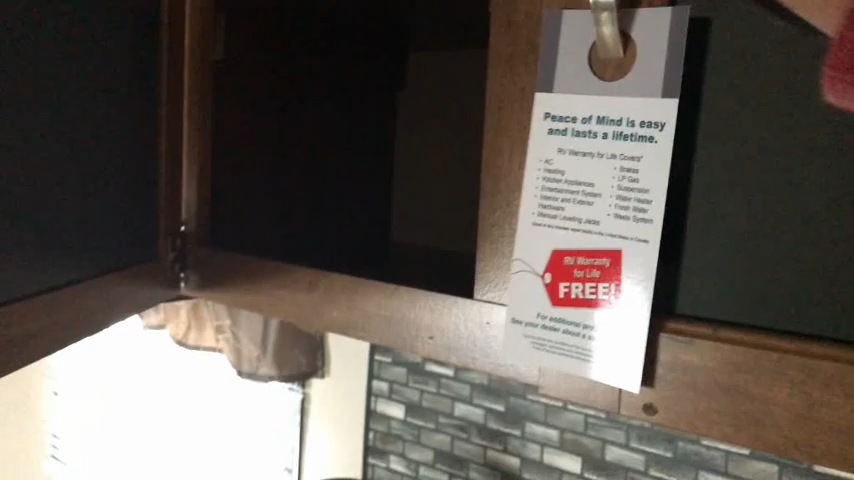 Peace of Mind is easy
and lasts a lifetime.
RV Warranty for Life Covers*
• AC
• Heating
• Kitchen Appliances
• Entertainment System
• Interior and Exterior
Hardware
• Manual Leveling Jacks
• Brakes
• LP Gas
• Suspension
• Water Heater
• Fresh Water
• Waste System
RV Warranty
for Life
FREE!
For additional
See your dealer about a